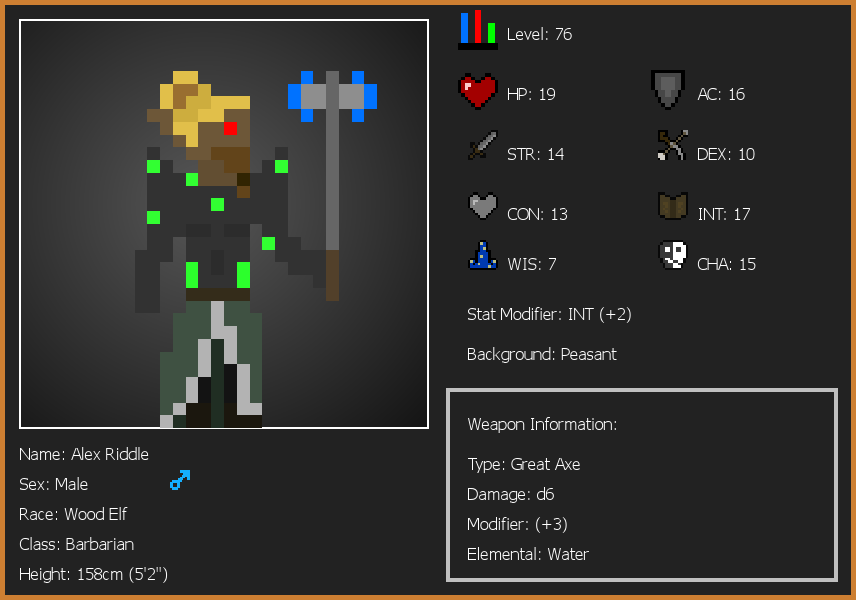 Level: 76
HP: 19
AC: 16
STR: 14
DEX: 10
CON: 13
INT: 17
WIS: 7
CHA: 15
Stat Modifier: INT (+2)
Background: Peasant
Weapon Information:
Type: Great Axe
Damage: d6
Modifier: (+3)
Elemental: Water
Name: Alex Riddle
Sex: Male
Race: Wood Elf
Class: Barbarian
Height: 158cm (5'2")